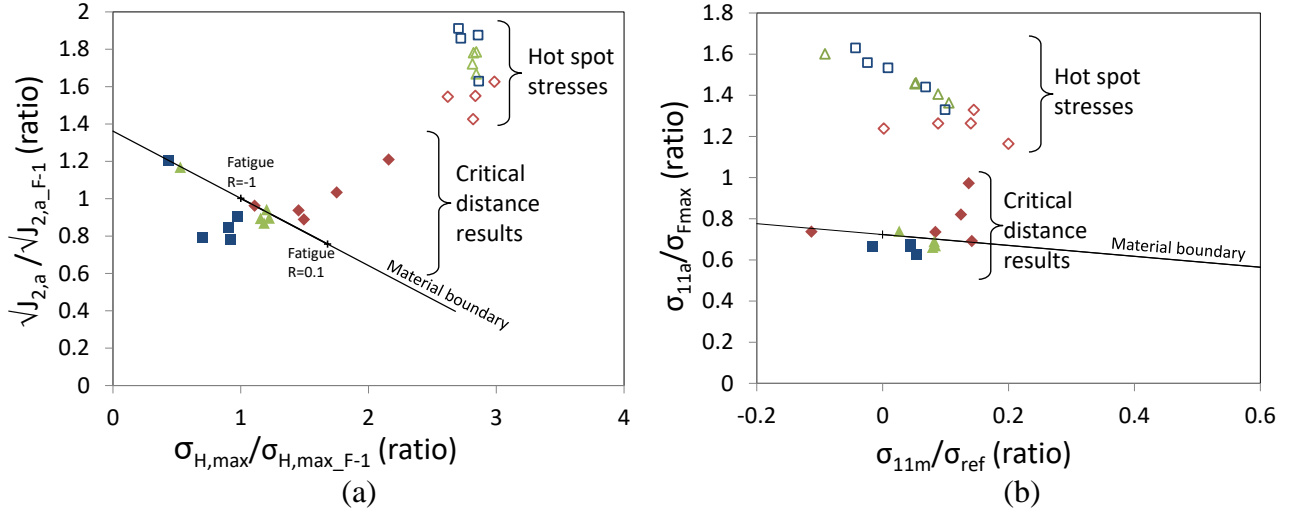 √J2,a /√J2,a_F-1 (ratio)
2
1.8
1.6
1.4
1.2
1
0.8
0.6
0.4
0.2
0
Hot spot
stresses
Critical
distance
results
Fatigue
R=-1
Fatigue
R=0.1
Material boundary
0
1
2
3
4
σH,max/σH,max_F-1 (ratio)
(a)
σ11a/σFmax (ratio)
1.8
1.6
1.4
1.2
1
0.8
0.6
0.4
0.2
0
Hot spot
stresses
Critical
distance
results
Material boundary
-0.2
0
0.2
0.4
0.6
σ11m/σref (ratio)
(b)